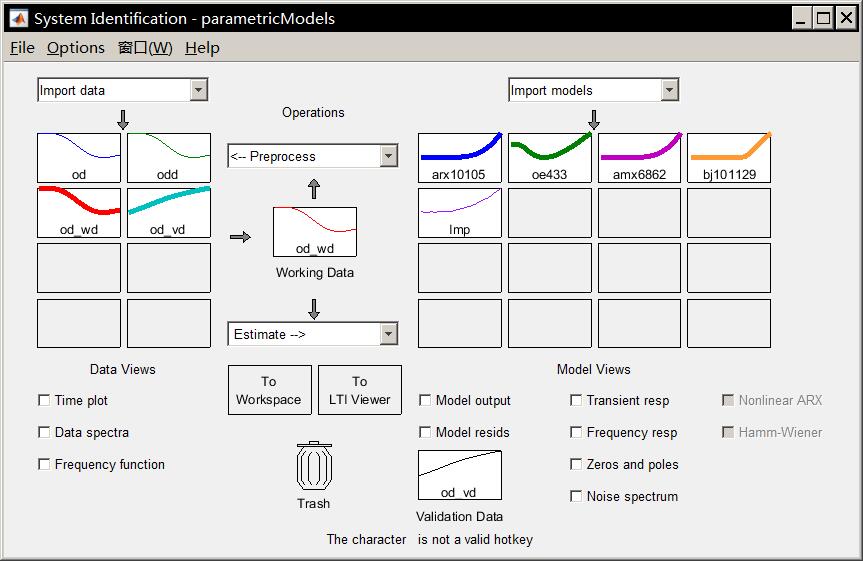 System Identification - parametricModels
File Options 窗口(W) Help
Import data
Import models
Operations
<-- Preprocess
od
odd
arx10105
oe433
amx6862
bj101129
od_wd
od_vd
od_wd
Imp
Working Data
Estimate -->
Data Views
Model Views
To
Workspace
To
LTI Viewer
Time plot
Model output
Transient resp
Nonlinear ARX
Data spectra
Model resids
Frequency resp
Hamm-Wiener
Frequency function
Zeros and poles
od_vd
Noise spectrum
Trash
Validation Data
The character is not a valid hotkey